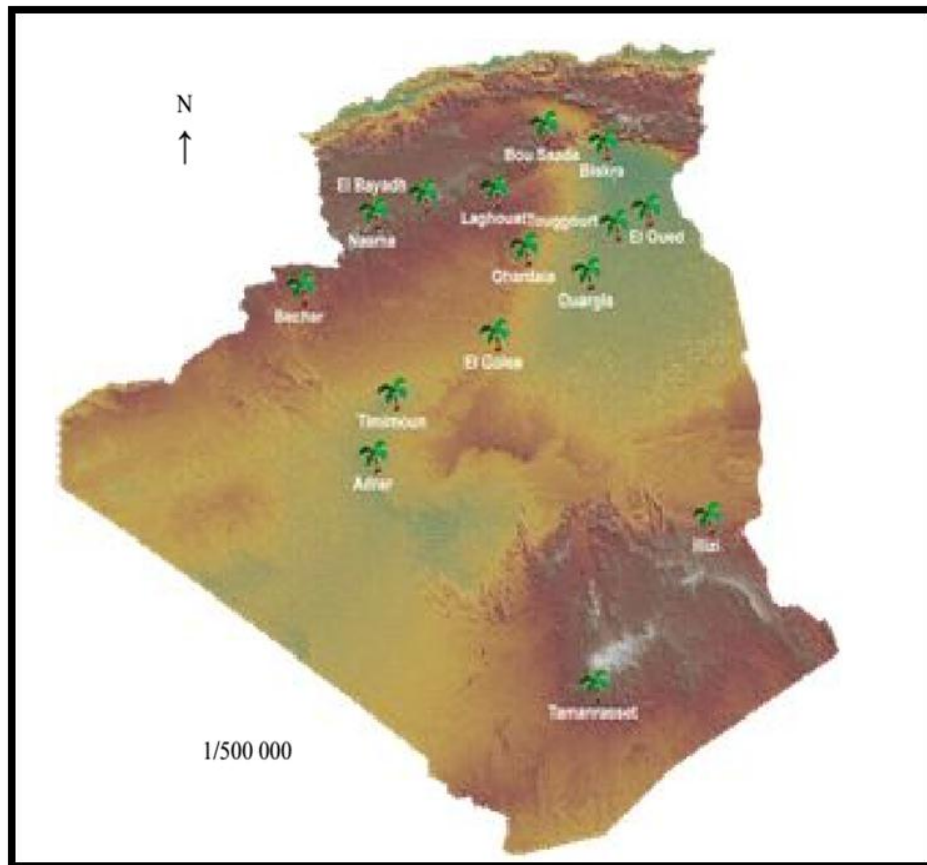 N
Bou Saada
Biskra
El Bayadh
Laghouat
Touggourt
Naama
El Oued
Ghardaia
Ouargla
Bechar
El Golea
Timimoun
Adrar
Illizi
Tamanrasset
1/500 000